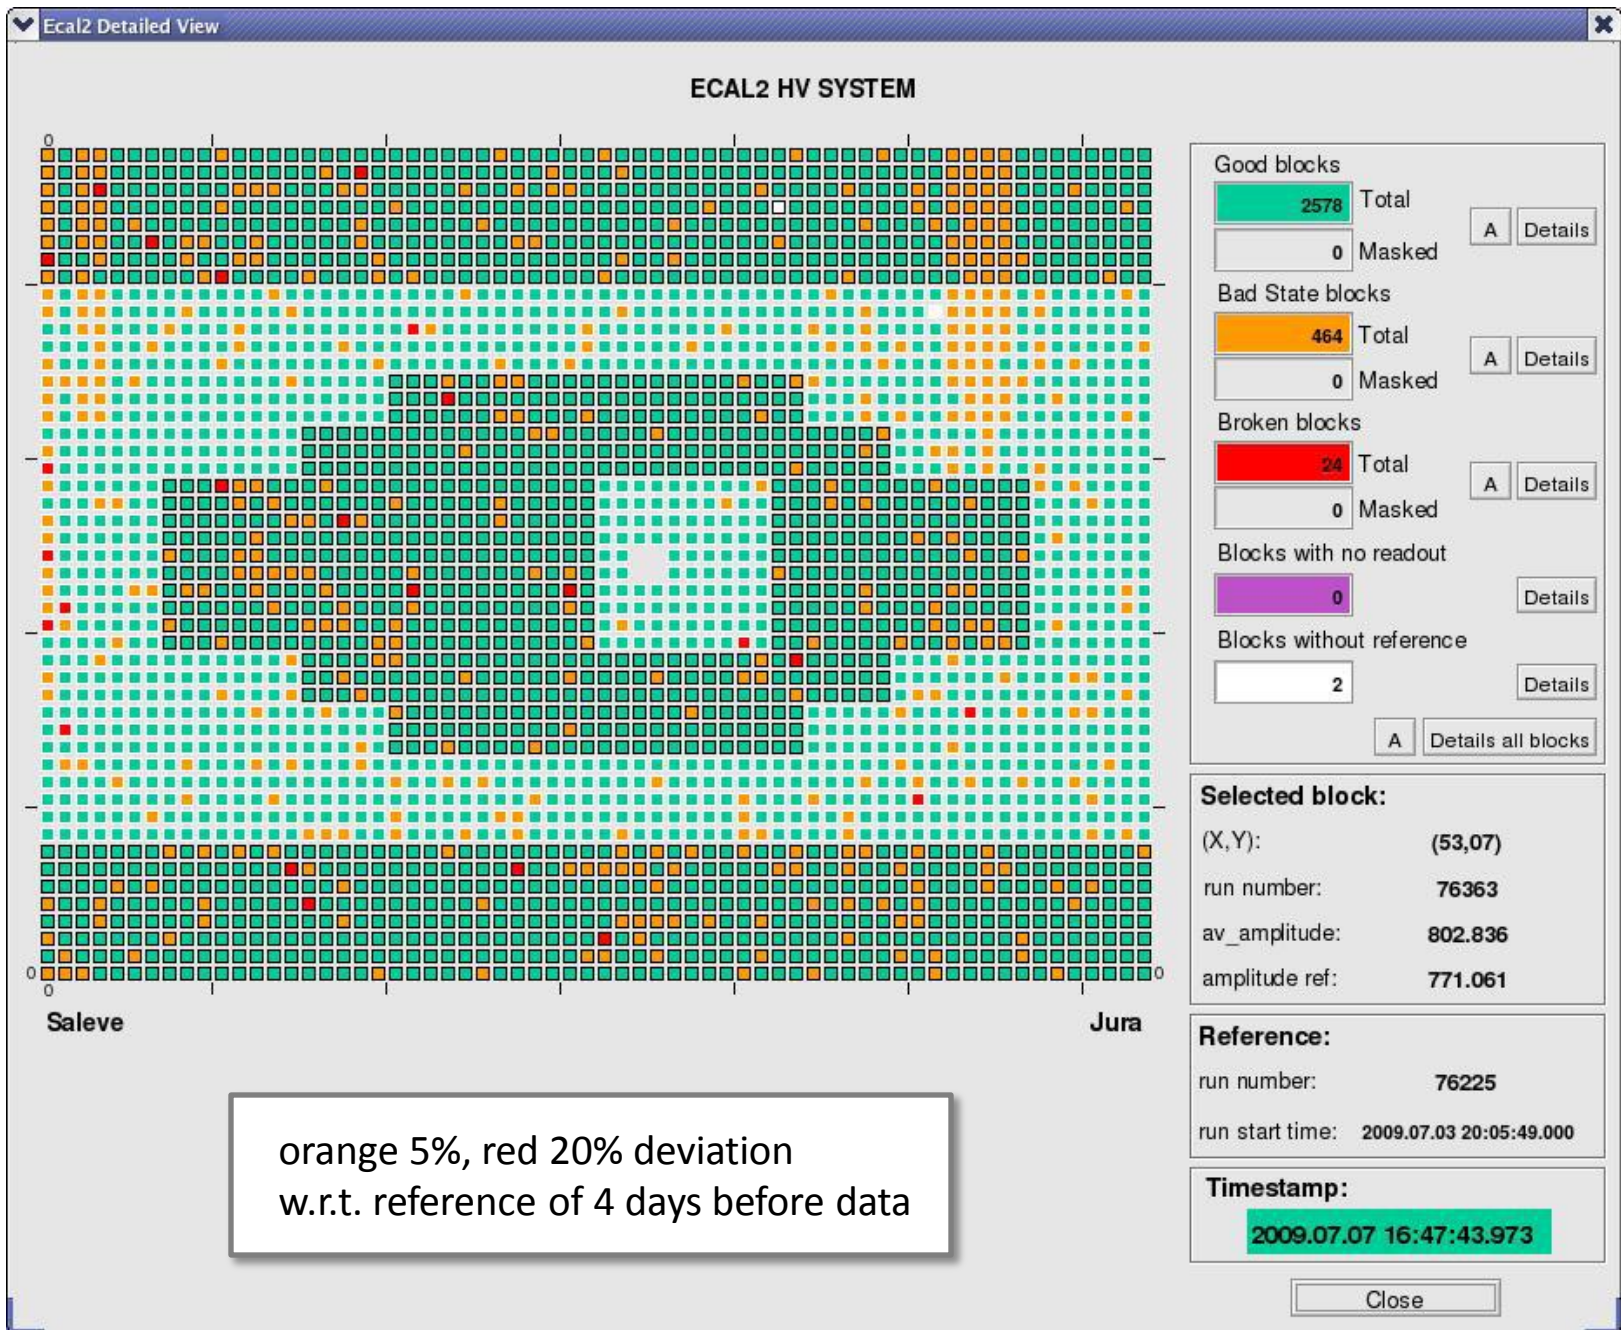 Ecal2 Detailed View
ECAL2 HV SYSTEM
0
0
0
0
Saleve
Jura
Good blocks
2578 Total
A Details
0 Masked
Bad State blocks
464 Total
A Details
0 Masked
Broken blocks
24 Total
A Details
0 Masked
Blocks with no readout
0 Details
Blocks without reference
2 Details
A Details all blocks
Selected block:
(X,Y): (53,07)
run number: 76363
av_amplitude: 802.836
amplitude ref: 771.061
Reference:
run number: 76225
run start time: 2009.07.03 20:05:49.000
Timestamp:
2009.07.07 16:47:43.973
Close
orange 5%, red 20% deviation
w.r.t. reference of 4 days before data